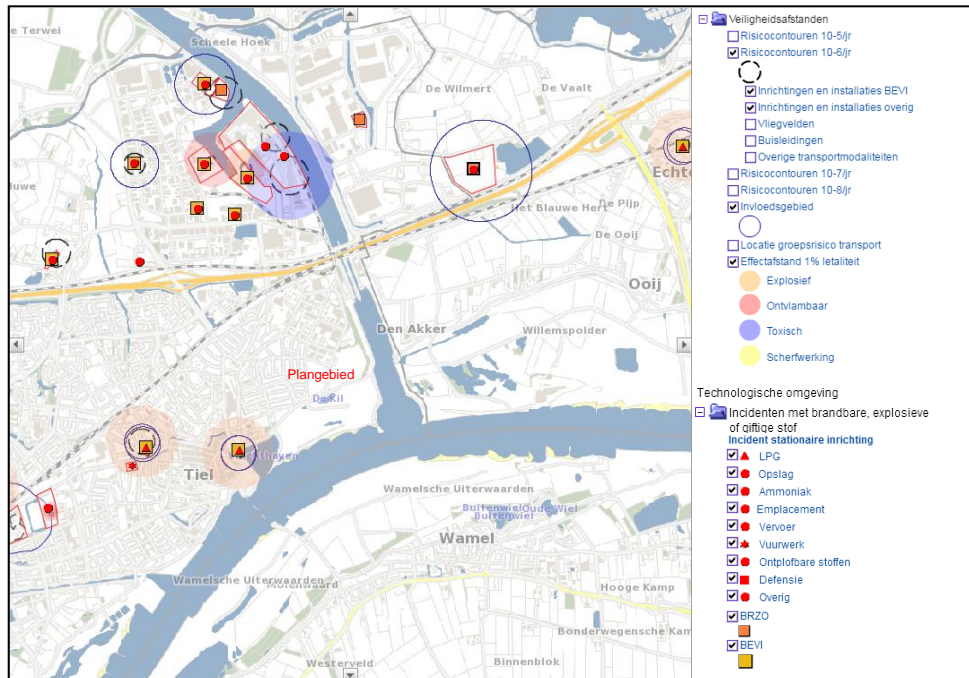 e Terwei
Scheele Hoek
De Wilmert
De Vaalt
Echte
luwe
Het Blauwe Hert
De Pijp
De Ooij
Ooij
Den Akker
Willemspolder
Plangebied
De Kil
Tiel
Wamelsche Uiterwaarden
Buitenwiel
Oude Wiel
Buitenwiel
Wamel
Wamelsche Uiterwaarden
Hooge Kamp
Bonderwegensche Kam
Westerveld
Binnenblok
Veiligheidsafstanden
Risicocontouren 10-5/jr
Risicocontouren 10-6/jr
Inrichtingen en installaties BEVI
Inrichtingen en installaties overig
Vliegvelden
Buisleidingen
Overige transportmodaliteiten
Risicocontouren 10-7/jr
Risicocontouren 10-8/jr
Invloedsgebied
Locatie groepsrisico transport
Effectafstand 1% letaliteit
Explosief
Ontvlambaar
Toxisch
Scherfwerking
Technologische omgeving
Incidenten met brandbare, explosieve
of giftige stof
Incident stationaire inrichting
LPG
Opslag
Ammoniak
Emplacement
Vervoer
Vuurwerk
Ontplofbare stoffen
Defensie
Overig
BRZO
BEVI